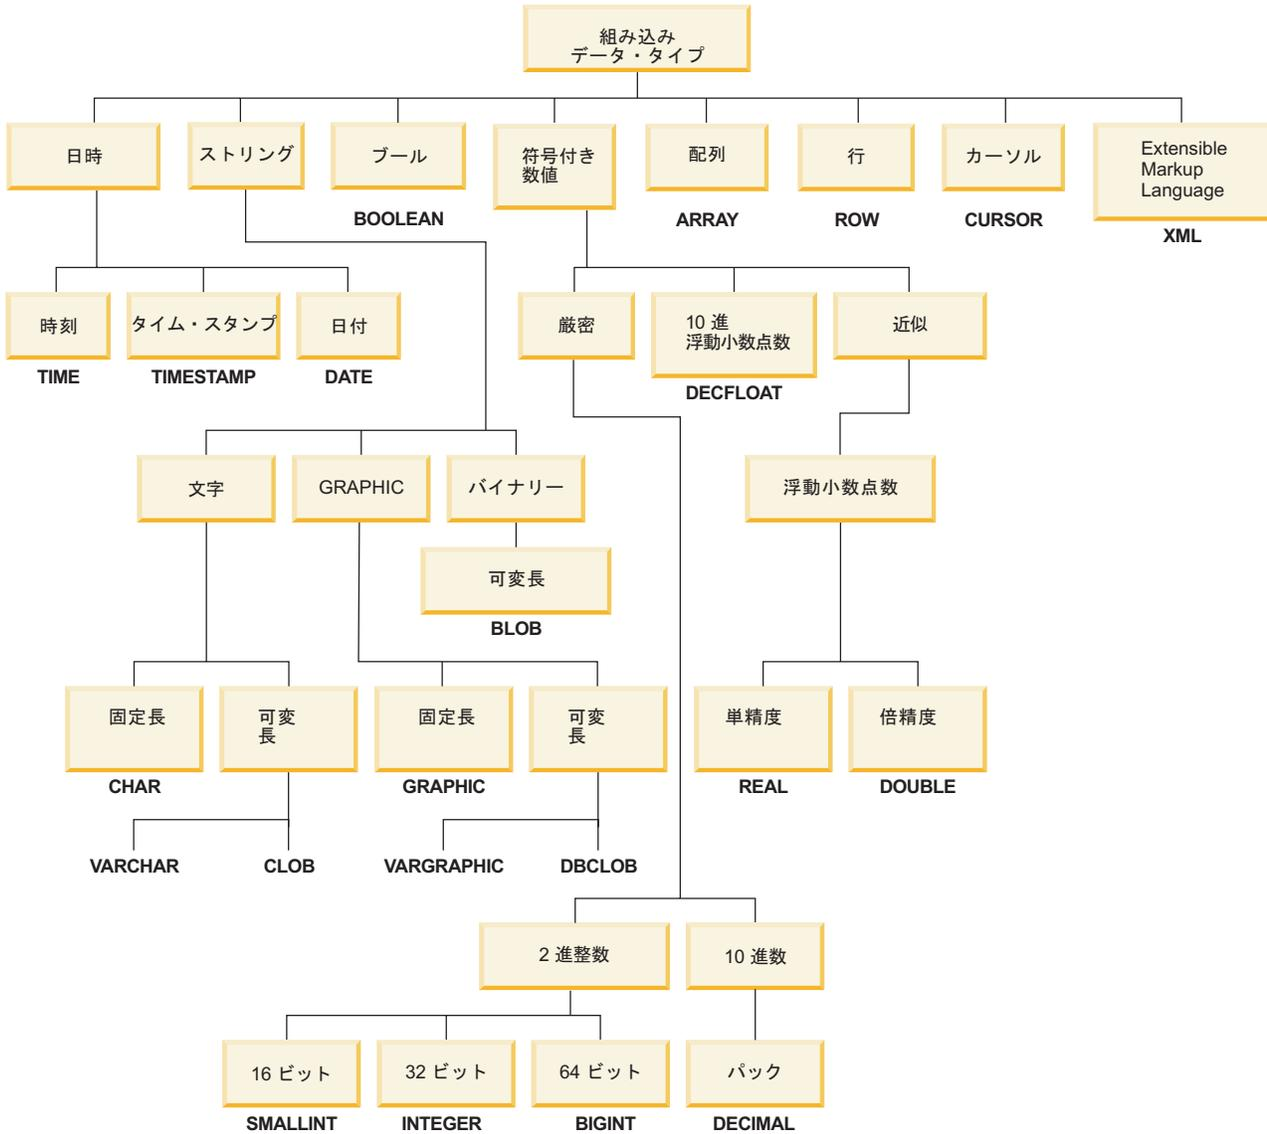 組み込み
データ・タイプ
日時
ストリング
ブール
符号付き
数値
配列
行
カーソル
Extensible
Markup
Language
BOOLEAN
ARRAY
ROW
CURSOR
XML
時刻
タイム・スタンプ
日付
厳密
10 進
浮動小数点数
近似
TIME
TIMESTAMP
DATE
DECFLOAT
文字
GRAPHIC
バイナリー
浮動小数点数
可変長
BLOB
固定長
可変
長
固定長
可変
長
単精度
倍精度
CHAR
GRAPHIC
REAL
DOUBLE
VARCHAR
CLOB
VARGRAPHIC
DBCLOB
2 進整数
10 進数
16 ビット
32 ビット
64 ビット
パック
SMALLINT
INTEGER
BIGINT
DECIMAL